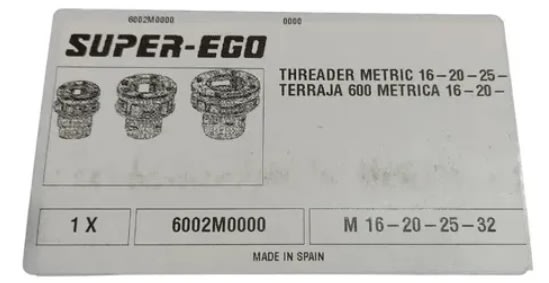 6002M0000 0000
SUPER-EGO
THREADER METRIC 16-20-25-
TERRAJA 600 METRICA 16-20-
1 X 6002M0000 M 16-20-25-32
MADE IN SPAIN